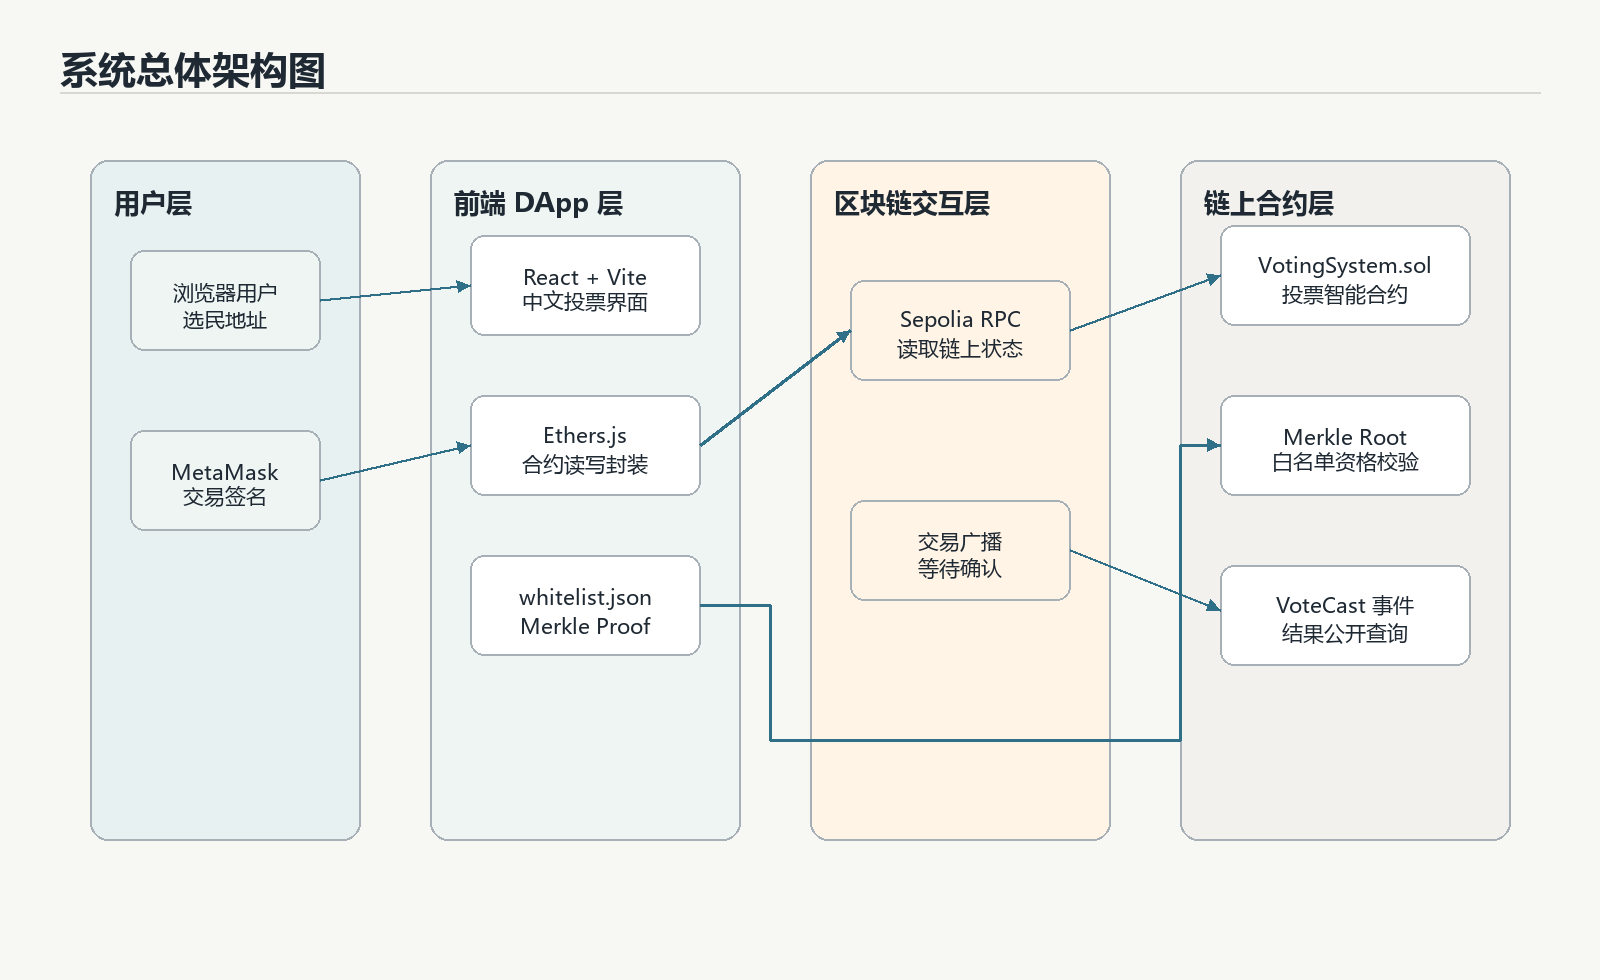 系统总体架构图
用户层
浏览器用户
选民地址
MetaMask
交易签名
前端 DApp 层
React + Vite
中文投票界面
Ethers.js
合约读写封装
whitelist.json
Merkle Proof
区块链交互层
Sepolia RPC
读取链上状态
交易广播
等待确认
链上合约层
VotingSystem.sol
投票智能合约
Merkle Root
白名单资格校验
VoteCast 事件
结果公开查询